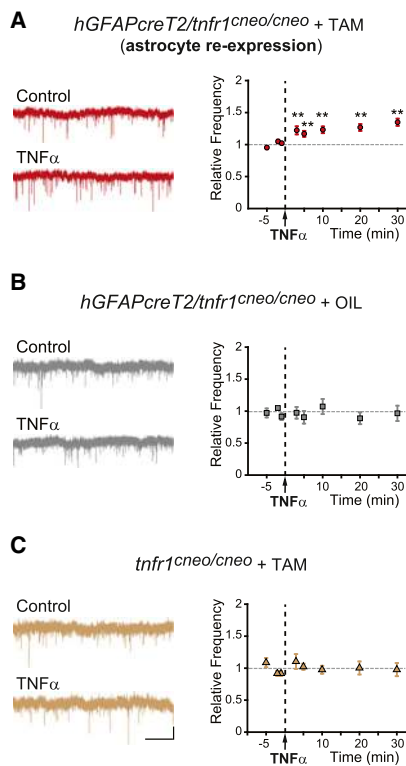 A
hGFAPcreT2/tnfr1cneo/cneo + TAM
(astrocyte re-expression)
Control
TNFα
Relative Frequency
2
1.5
1
0.5
0
** ** ** ** **
-5 10 20 30
TNFα Time (min)
B
hGFAPcreT2/tnfr1cneo/cneo + OIL
Control
TNFα
Relative Frequency
2
1.5
1
0.5
0
-5 10 20 30
TNFα Time (min)
C
tnfr1cneo/cneo + TAM
Control
TNFα
Relative Frequency
2
1.5
1
0.5
0
-5 10 20 30
TNFα Time (min)